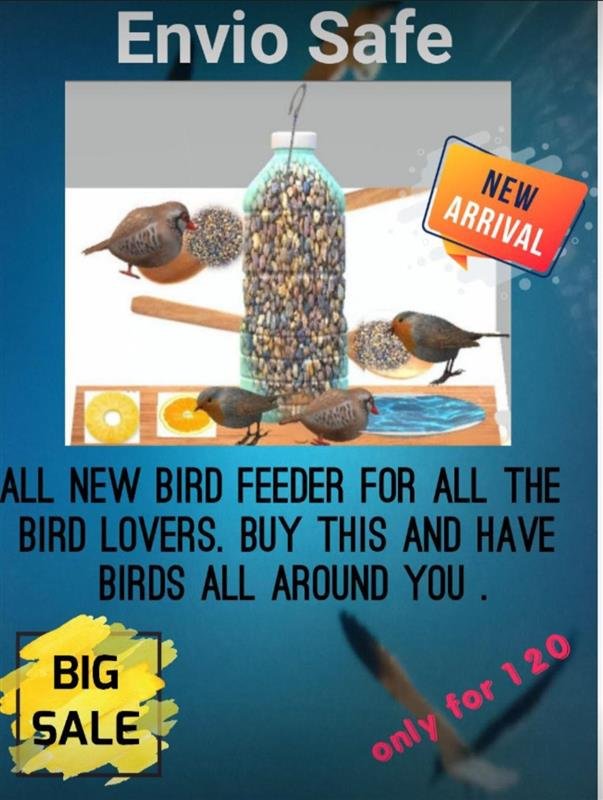 Envio Safe
NEW
ARRIVAL
ALL NEW BIRD FEEDER FOR ALL THE
BIRD LOVERS. BUY THIS AND HAVE
BIRDS ALL AROUND YOU .
BIG
SALE
only for 120